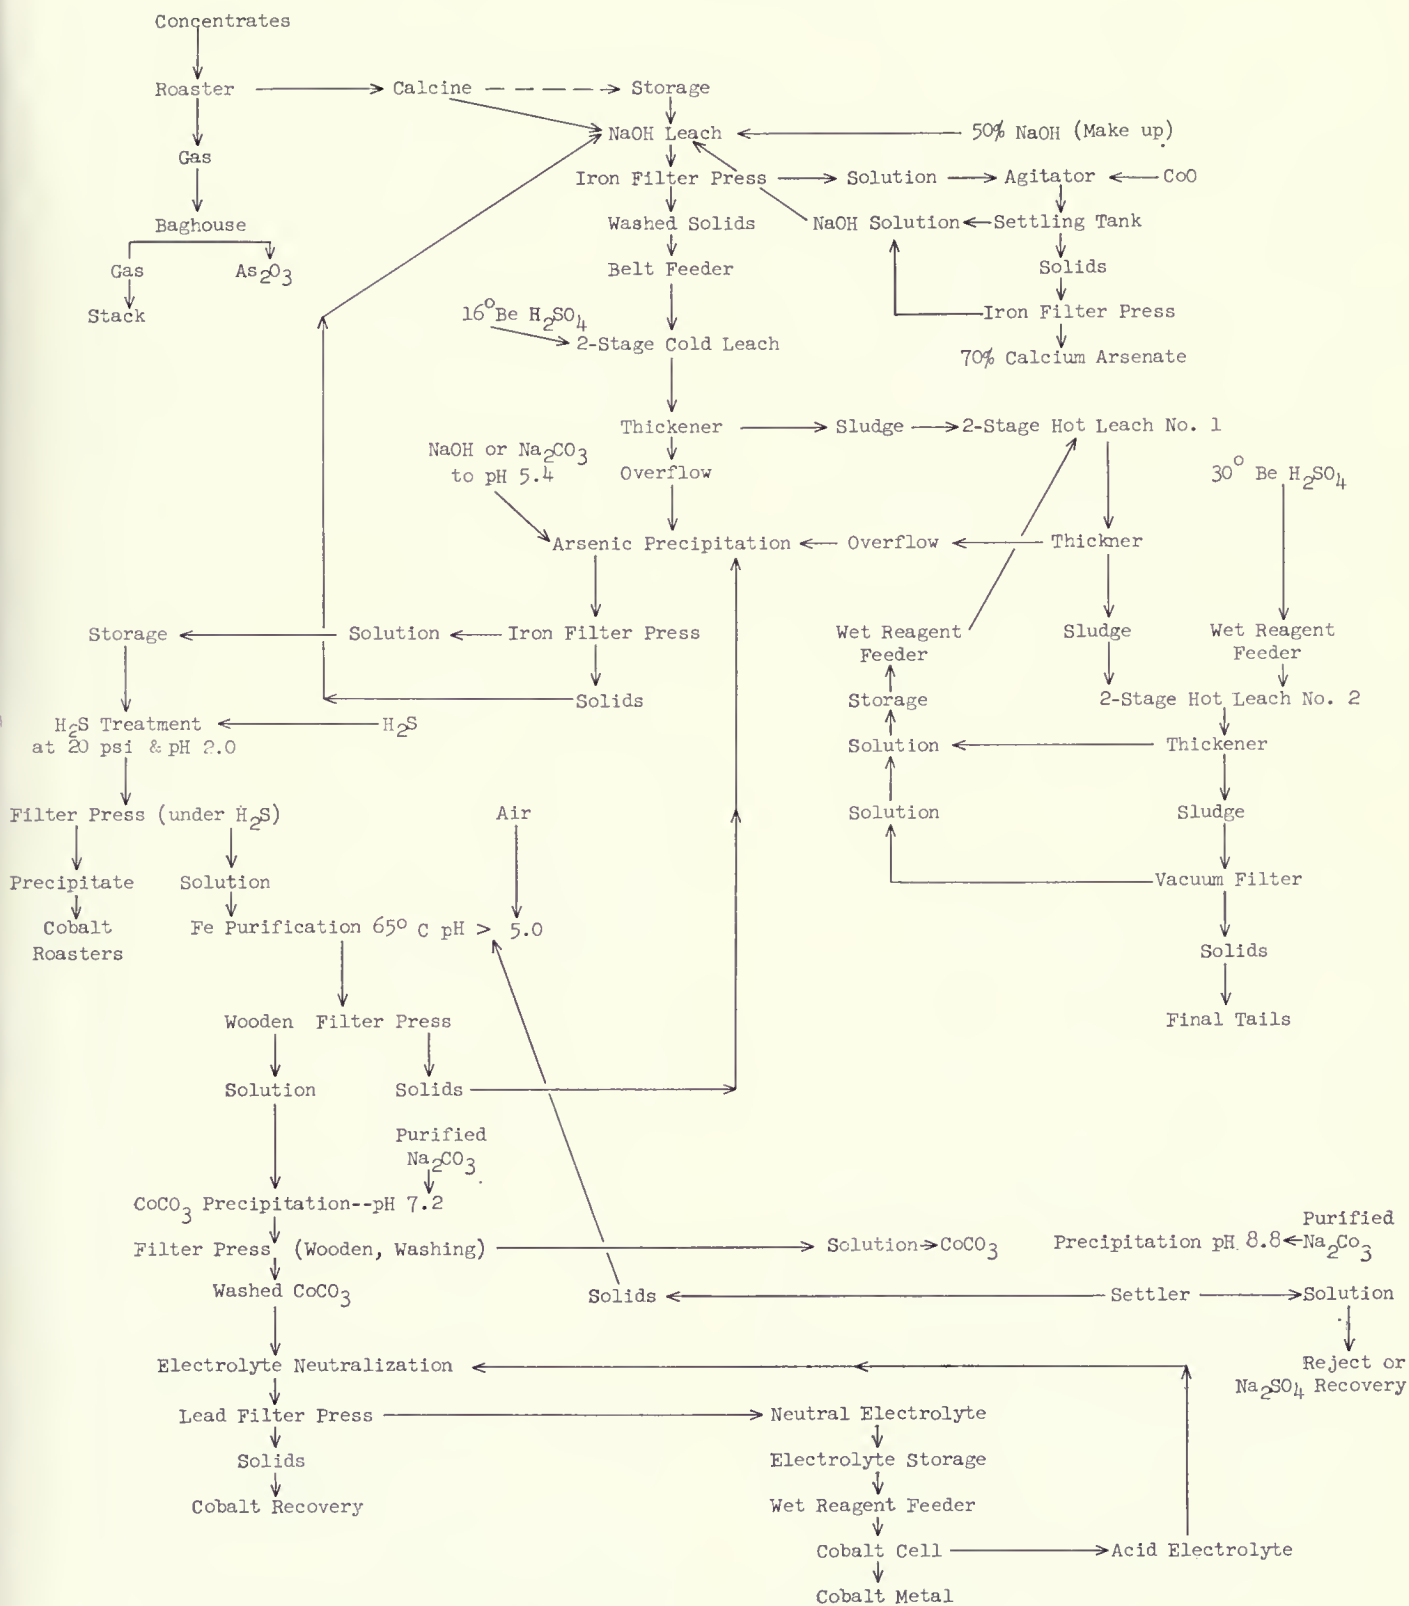 Concentrates
Roaster
Calcine
Storage
NaOH Leach
50% NaOH (Make up)
Gas
Iron Filter Press
Solution
Agitator
CoO
Baghouse
Washed Solids
NaOH Solution
Settling Tank
Gas
As2O3
Belt Feeder
Solids
Stack
16°Be H2SO4
Iron Filter Press
2-Stage Cold Leach
70% Calcium Arsenate
Thickener
Sludge
2-Stage Hot Leach No. 1
NaOH or Na2CO3
to pH 5.4
Overflow
30° Be H2SO4
Arsenic Precipitation
Overflow
Thickner
Storage
Solution
Iron Filter Press
Wet Reagent
Feeder
Sludge
Wet Reagent
Feeder
Solids
Storage
2-Stage Hot Leach No. 2
H2S Treatment
at 20 psi & pH 2.0
H2S
Solution
Thickener
Filter Press (under H2S)
Air
Solution
Sludge
Precipitate
Solution
Vacuum Filter
Cobalt
Roasters
Fe Purification 65° C pH > 5.0
Solids
Wooden Filter Press
Final Tails
Solution
Solids
Purified
Na2CO3
CoCO3 Precipitation--pH 7.2
Filter Press (Wooden, Washing)
Solution
CoCO3
Precipitation pH 8.8
Purified
Na2Co3
Washed CoCO3
Solids
Settler
Solution
Electrolyte Neutralization
Reject or
Na2SO4 Recovery
Lead Filter Press
Neutral Electrolyte
Solids
Electrolyte Storage
Cobalt Recovery
Wet Reagent Feeder
Cobalt Cell
Acid Electrolyte
Cobalt Metal